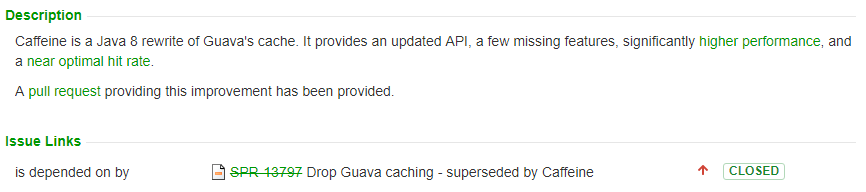 Description
Caffeine is a Java 8 rewrite of Guava's cache. It provides an updated API, a few missing features, significantly higher performance, and
a near optimal hit rate.
A pull request providing this improvement has been provided.
Issue Links
is depended on by SPR-13797 Drop Guava caching - superseded by Caffeine CLOSED